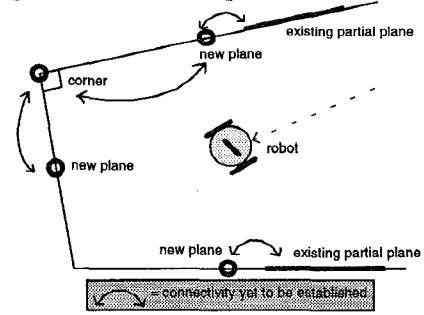 existing partial plane
new plane
corner
robot
new plane
new plane
existing partial plane
= connectivity yet to be established